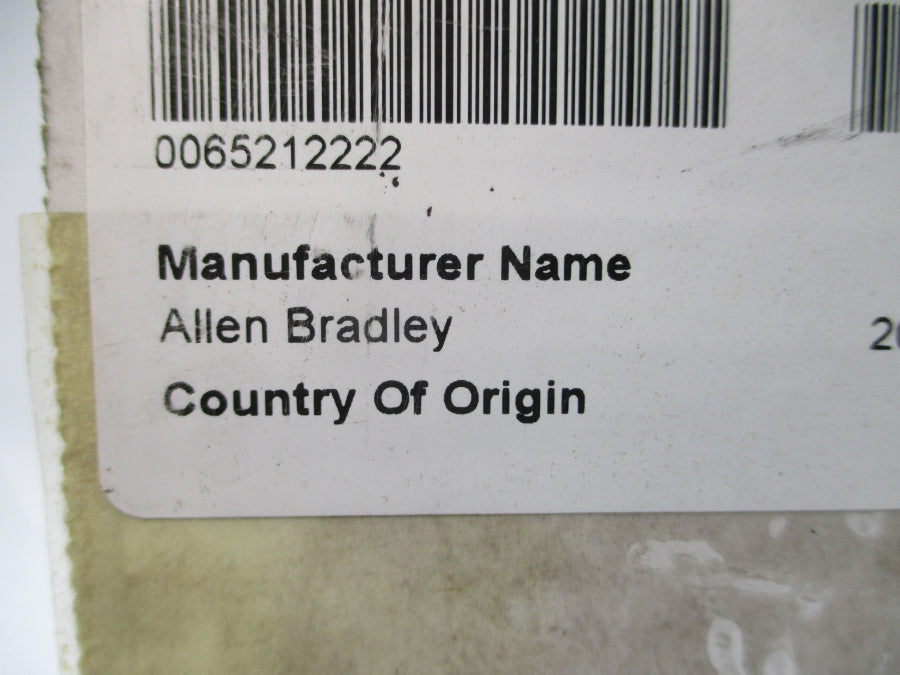 0065212222
Manufacturer Name
Allen Bradley
Country Of Origin